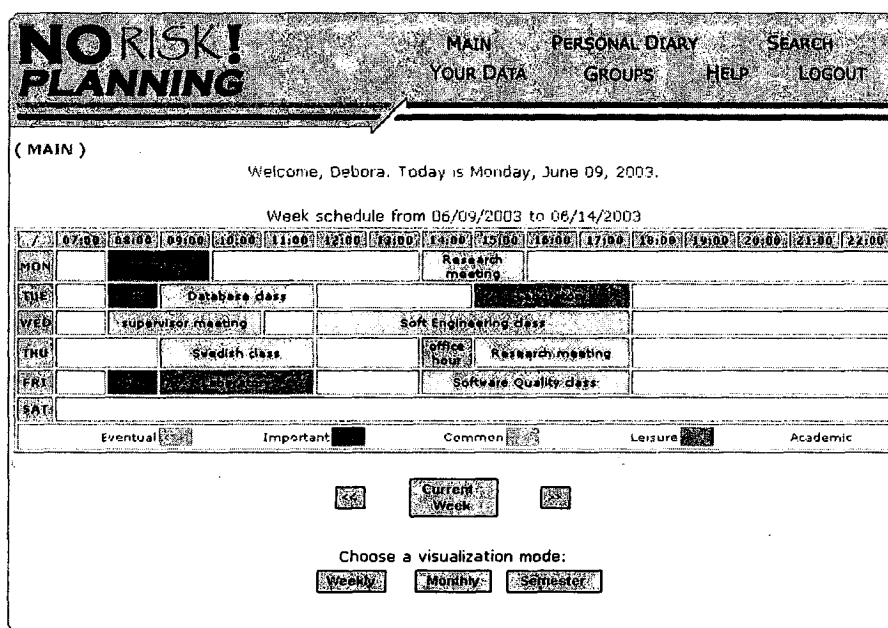 NO RISK!
PLANNING
MAIN PERSONAL DIARY SEARCH
YOUR DATA GROUPS HELP LOGOUT
( MAIN )
Welcome, Debora. Today is Monday, June 09, 2003.
Week schedule from 06/09/2003 to 06/14/2003
/ 07:00 08:00 09:00 10:00 11:00 12:00 13:00 14:00 15:00 16:00 17:00 18:00 19:00 20:00 21:00 22:00
MON Research
meeting
TUE Database class
WED supervisor meeting Soft Engineering class
THU Swedish class office
hour Research meeting
FRI Software Quality class
SAT
Eventual Important Common Leisure Academic
<< Current
Week >>
Choose a visualization mode:
Weekly Monthly Semester